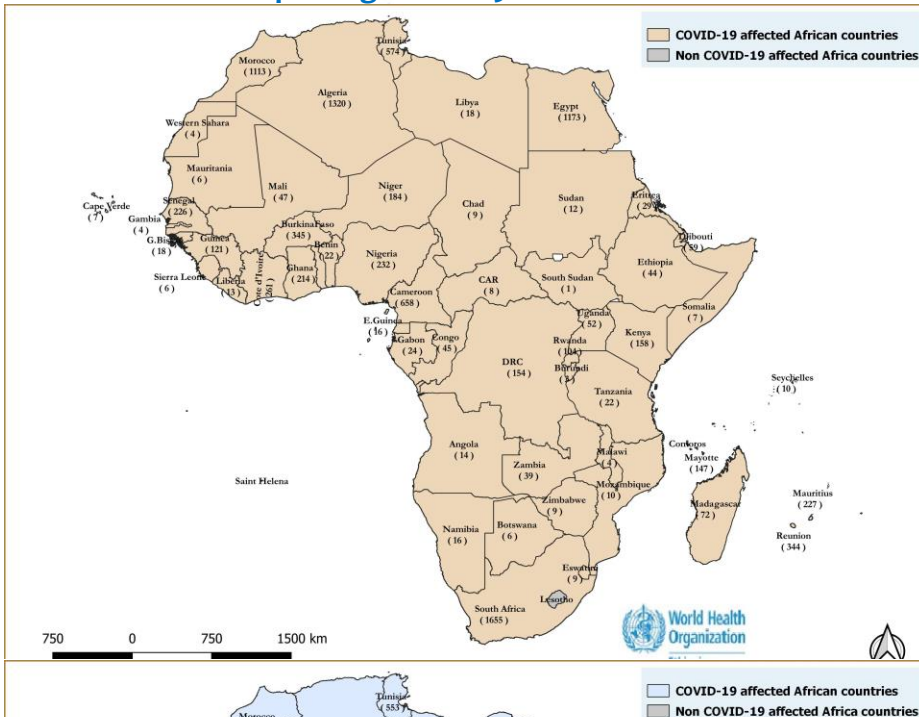 COVID-19 affected African countries
Non COVID-19 affected Africa countries
Tunisia
( 574 )
Morocco
( 1113 )
Algeria
( 1320 )
Libya
( 18 )
Egypt
( 1173 )
Western Sahara
( 4 )
Mauritania
( 6 )
Mali
( 47 )
Niger
( 184 )
Chad
( 9 )
Sudan
( 12 )
Eritrea
( 29 )
Cape Verde
( 7 )
Senegal
( 226 )
Gambia
( 4 )
G.Bissau
( 18 )
Guinea
( 121 )
BurkinaFaso
( 345 )
Benin
( 22 )
Nigeria
( 232 )
Djibouti
( 59 )
Ethiopia
( 44 )
Sierra Leone
( 6 )
Liberia
( 13 )
Cote d'Ivoire
( 261 )
Ghana
( 214 )
Cameroon
( 658 )
CAR
( 8 )
South Sudan
( 1 )
Somalia
( 7 )
E.Guinea
( 16 )
Gabon
( 24 )
Congo
( 45 )
Uganda
( 52 )
Kenya
( 158 )
Rwanda
DRC
( 154 )
Burundi
Tanzania
( 22 )
Seychelles
( 10 )
Angola
( 14 )
Zambia
( 39 )
Malawi
( 4 )
Comoros
Mayotte
( 147 )
Mozambique
( 10 )
Saint Helena
Zimbabwe
( 9 )
Madagascar
( 72 )
Mauritius
( 227 )
Reunion
( 344 )
Namibia
( 16 )
Botswana
( 6 )
Eswatini
( 9 )
Lesotho
South Africa
( 1655 )
World Health
Organization
750 0 750 1500 km
COVID-19 affected African countries
Non COVID-19 affected Africa countries
Tunisia
( 553 )
Morocco